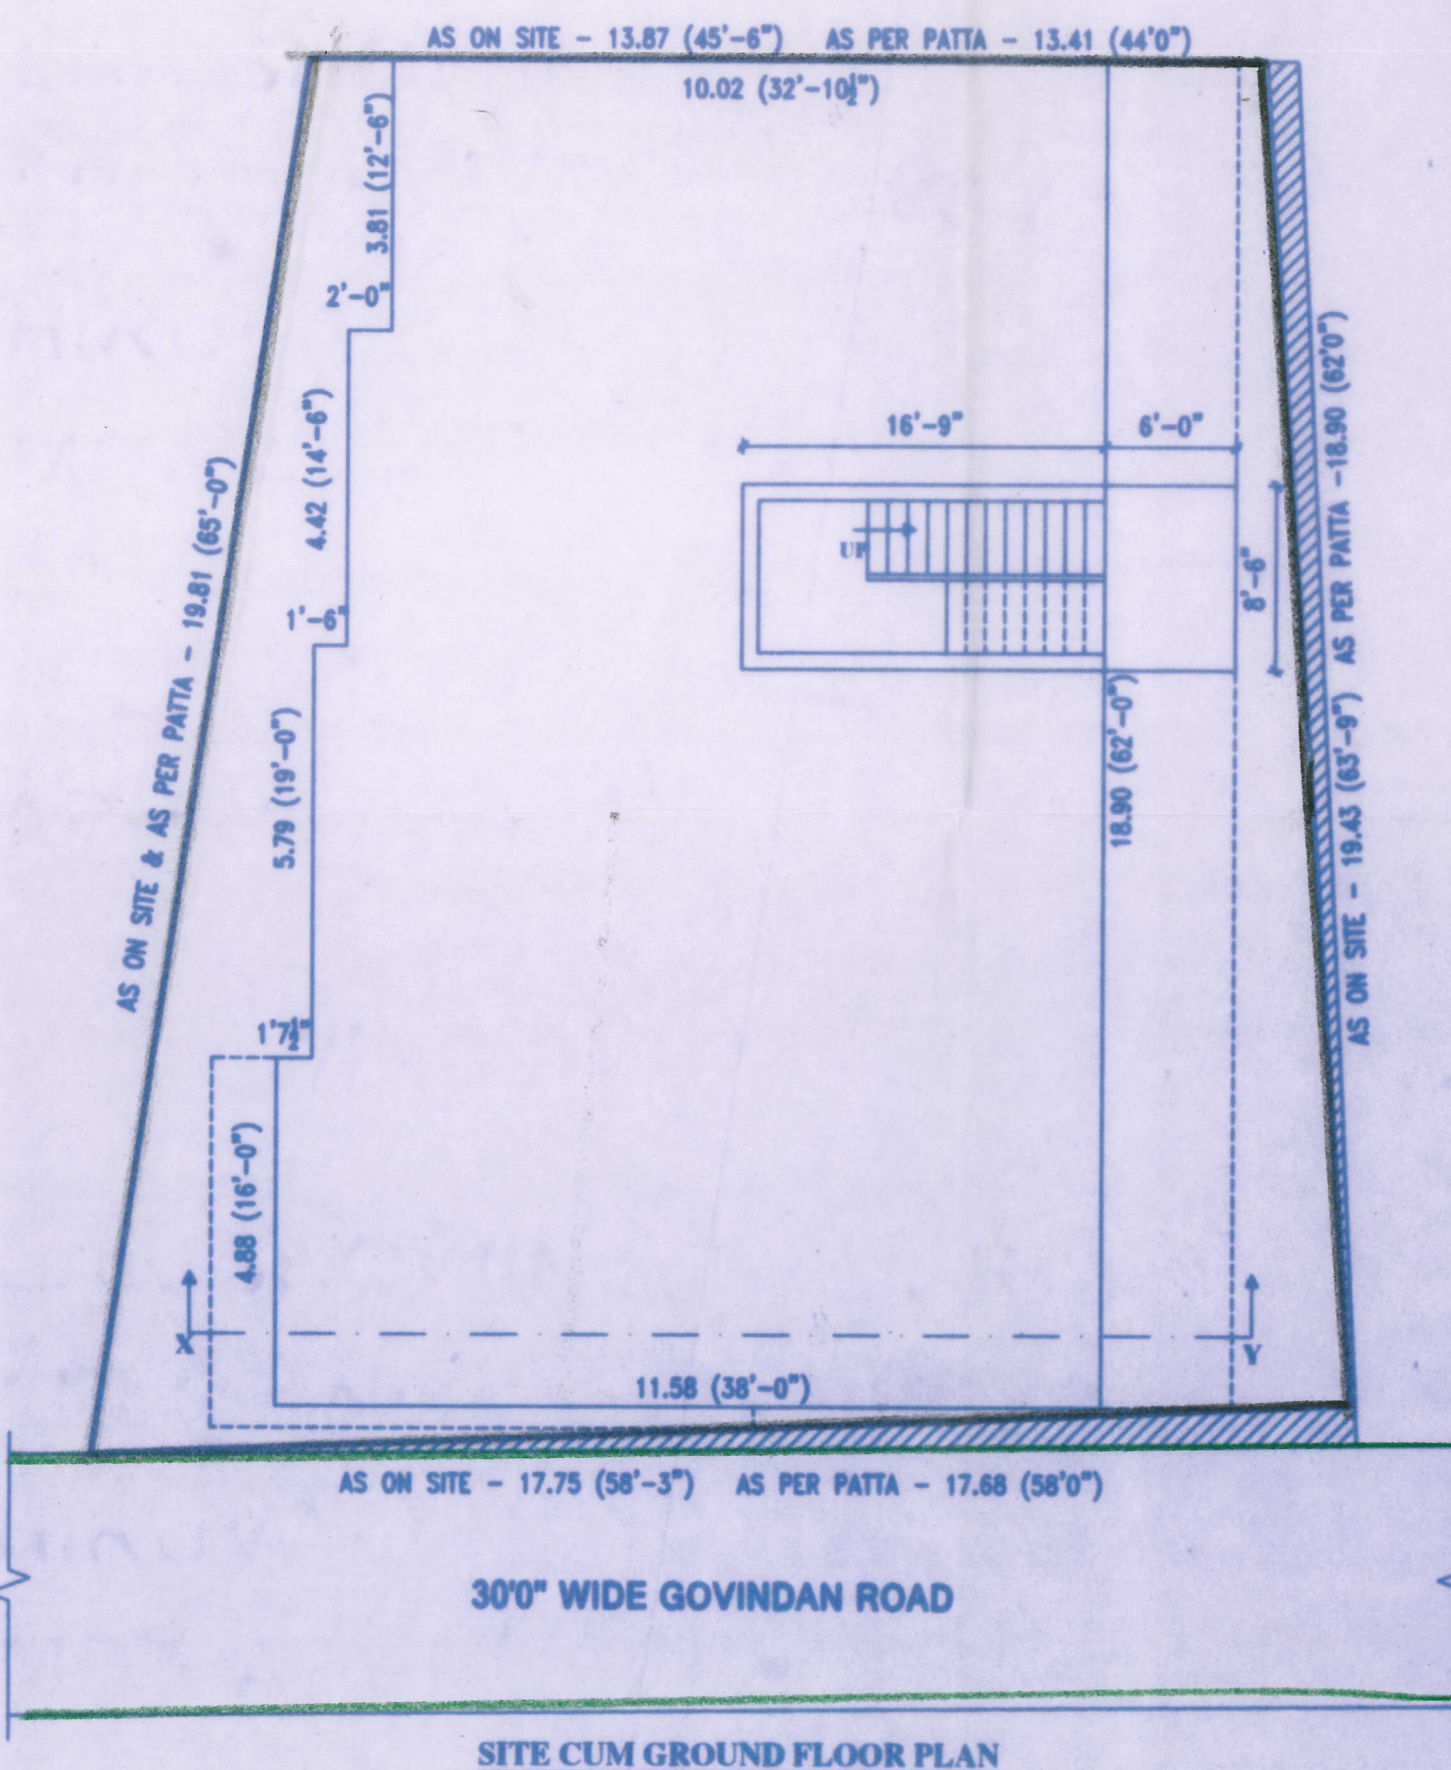 AS ON SITE - 13.87 (45'-6") AS PER PATTA - 13.41 (44'0")
10.02 (32'-10½")
3.81 (12'-6")
2'-0"
4.42 (14'-6")
1'-6"
AS ON SITE & AS PER PATTA - 19.81 (65'-0")
16'-9"
6'-0"
UP
8'-6"
AS ON SITE - 19.43 (63'-9") AS PER PATTA -18.90 (62'0")
18.90 (62'-0")
5.79 (19'-0")
1'7½"
4.88 (16'-0")
X
Y
11.58 (38'-0")
AS ON SITE - 17.75 (58'-3") AS PER PATTA - 17.68 (58'0")
30'0" WIDE GOVINDAN ROAD
SITE CUM GROUND FLOOR PLAN